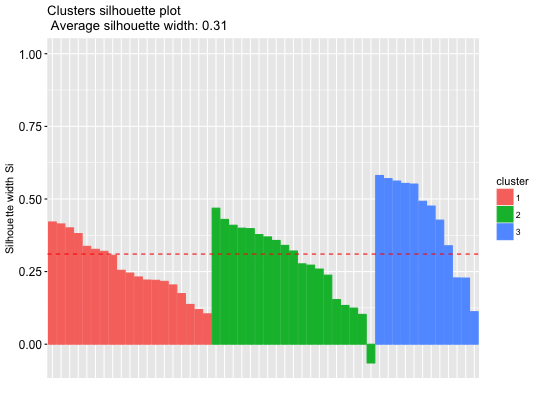 Clusters silhouette plot
Average silhouette width: 0.31
1.00
0.75
0.50
0.25
0.00
Silhouette width Si
cluster
1
2
3